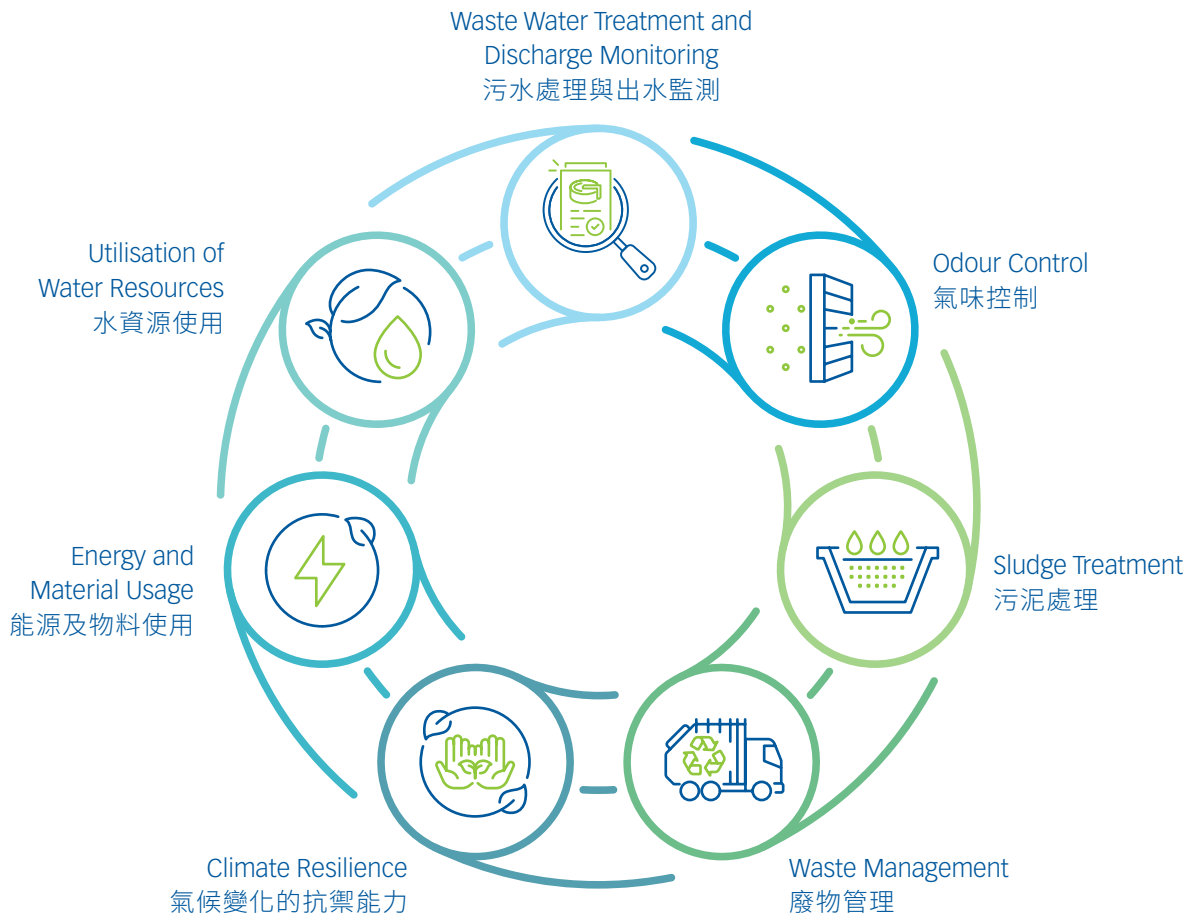 Waste Water Treatment and
Discharge Monitoring
污水處理與出水監測
Odour Control
氣味控制
Sludge Treatment
污泥處理
Waste Management
廢物管理
Climate Resilience
氣候變化的抗禦能力
Energy and
Material Usage
能源及物料使用
Utilisation of
Water Resources
水資源使用